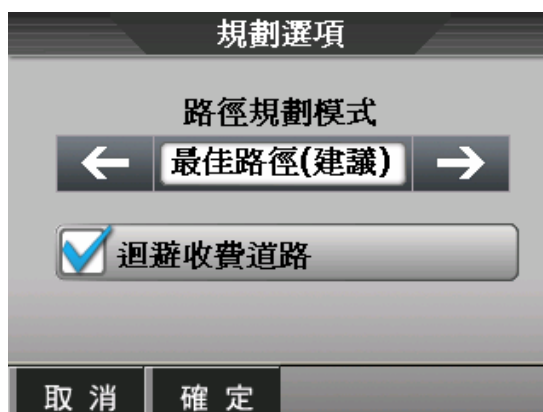 規劃選項
路徑規劃模式
最佳路徑(建議)
迴避收費道路
取消 確定